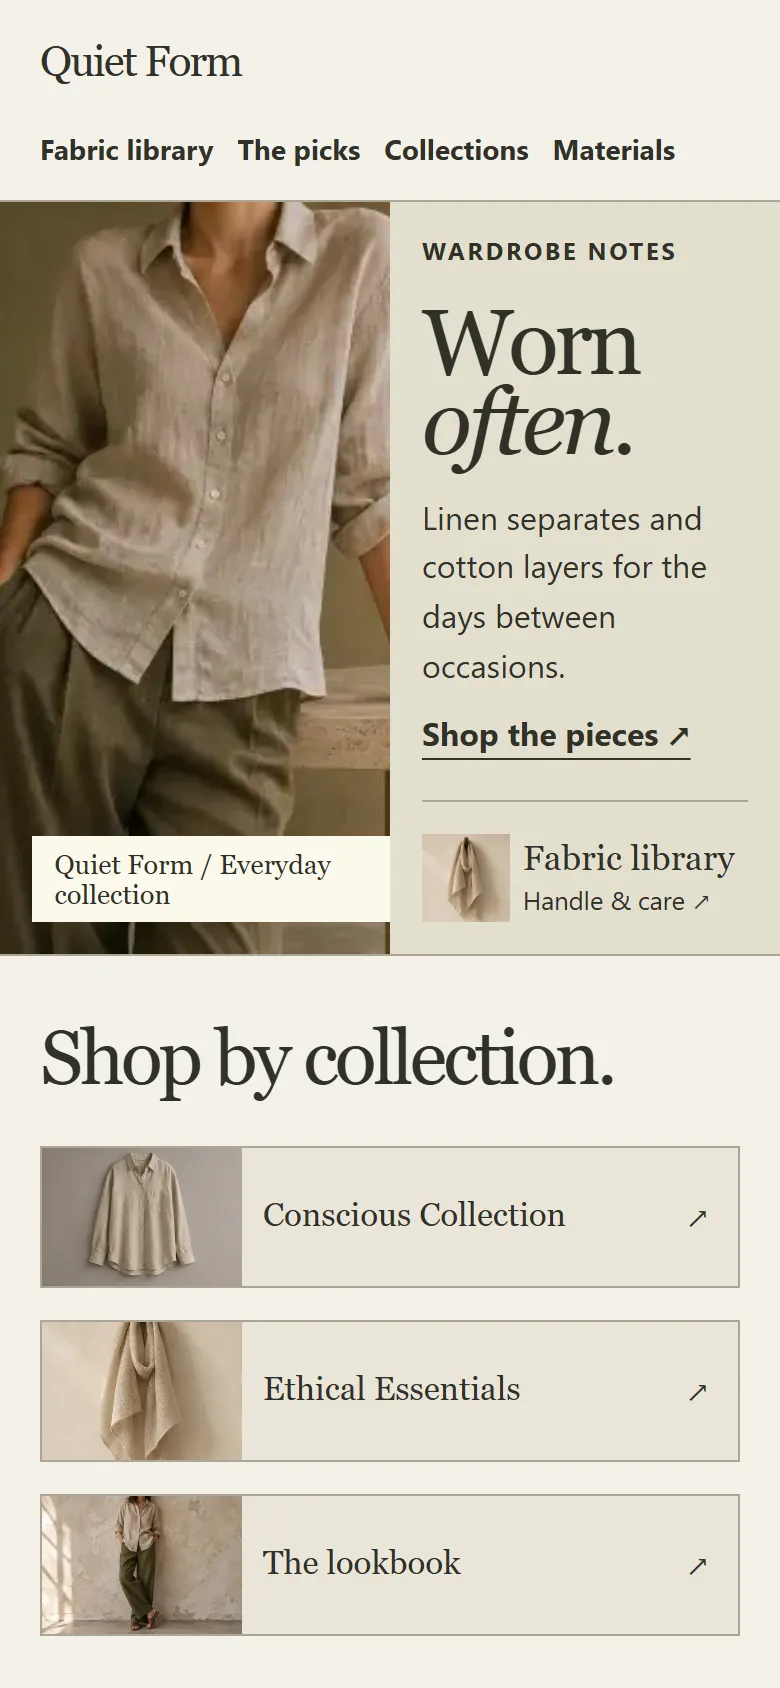 Quiet Form
Fabric library The picks Collections Materials
WARDROBE NOTES
Worn
often.
Linen separates and
cotton layers for the
days between
occasions.
Shop the pieces ↗
Quiet Form / Everyday
collection
Fabric library
Handle & care ↗
Shop by collection.
Conscious Collection ↗
Ethical Essentials ↗
The lookbook ↗